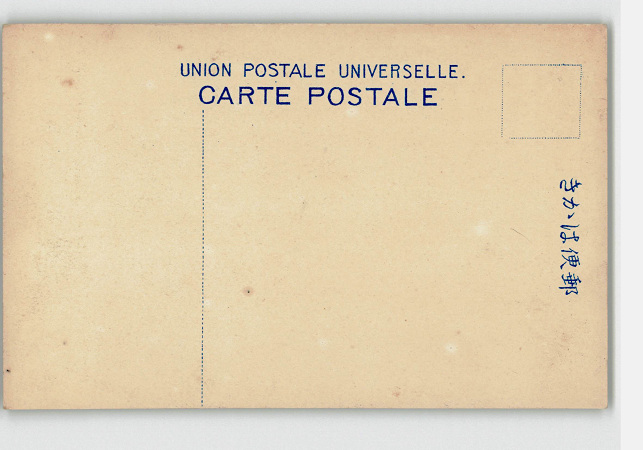 UNION POSTALE UNIVERSELLE.
CARTE POSTALE
郵便はがき